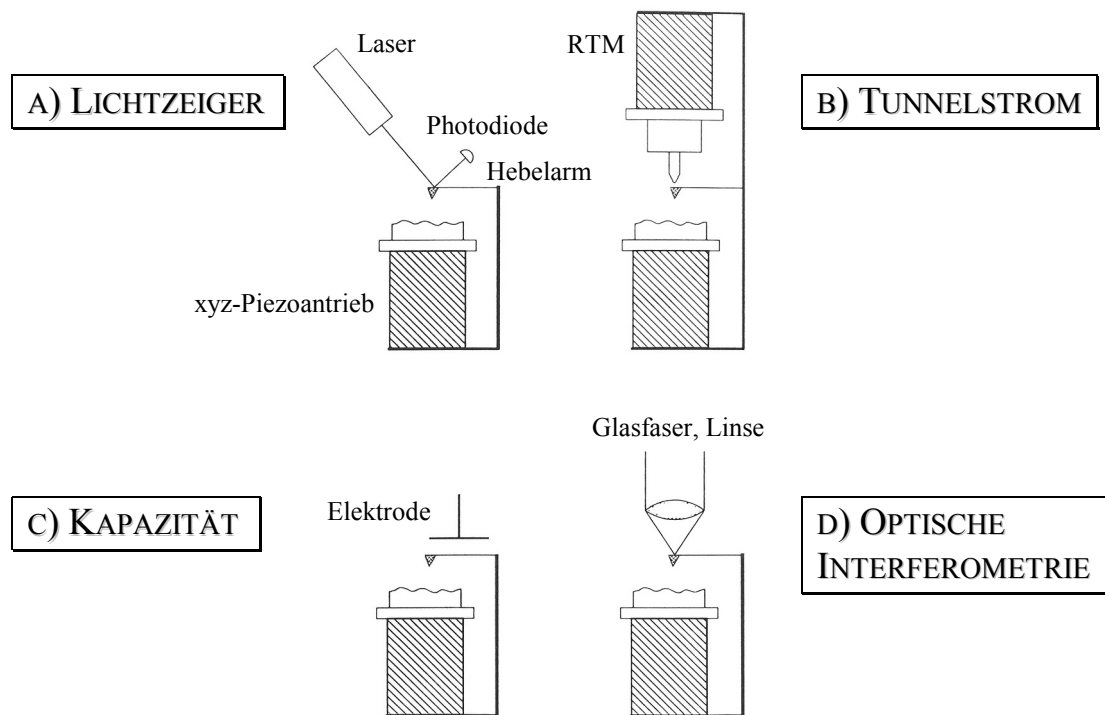 A) LICHTZEIGER
Laser
Photodiode
Hebelarm
xyz-Piezoantrieb
RTM
B) TUNNELSTROM
C) KAPAZITÄT
Elektrode
Glasfaser, Linse
D) OPTISCHE
INTERFEROMETRIE